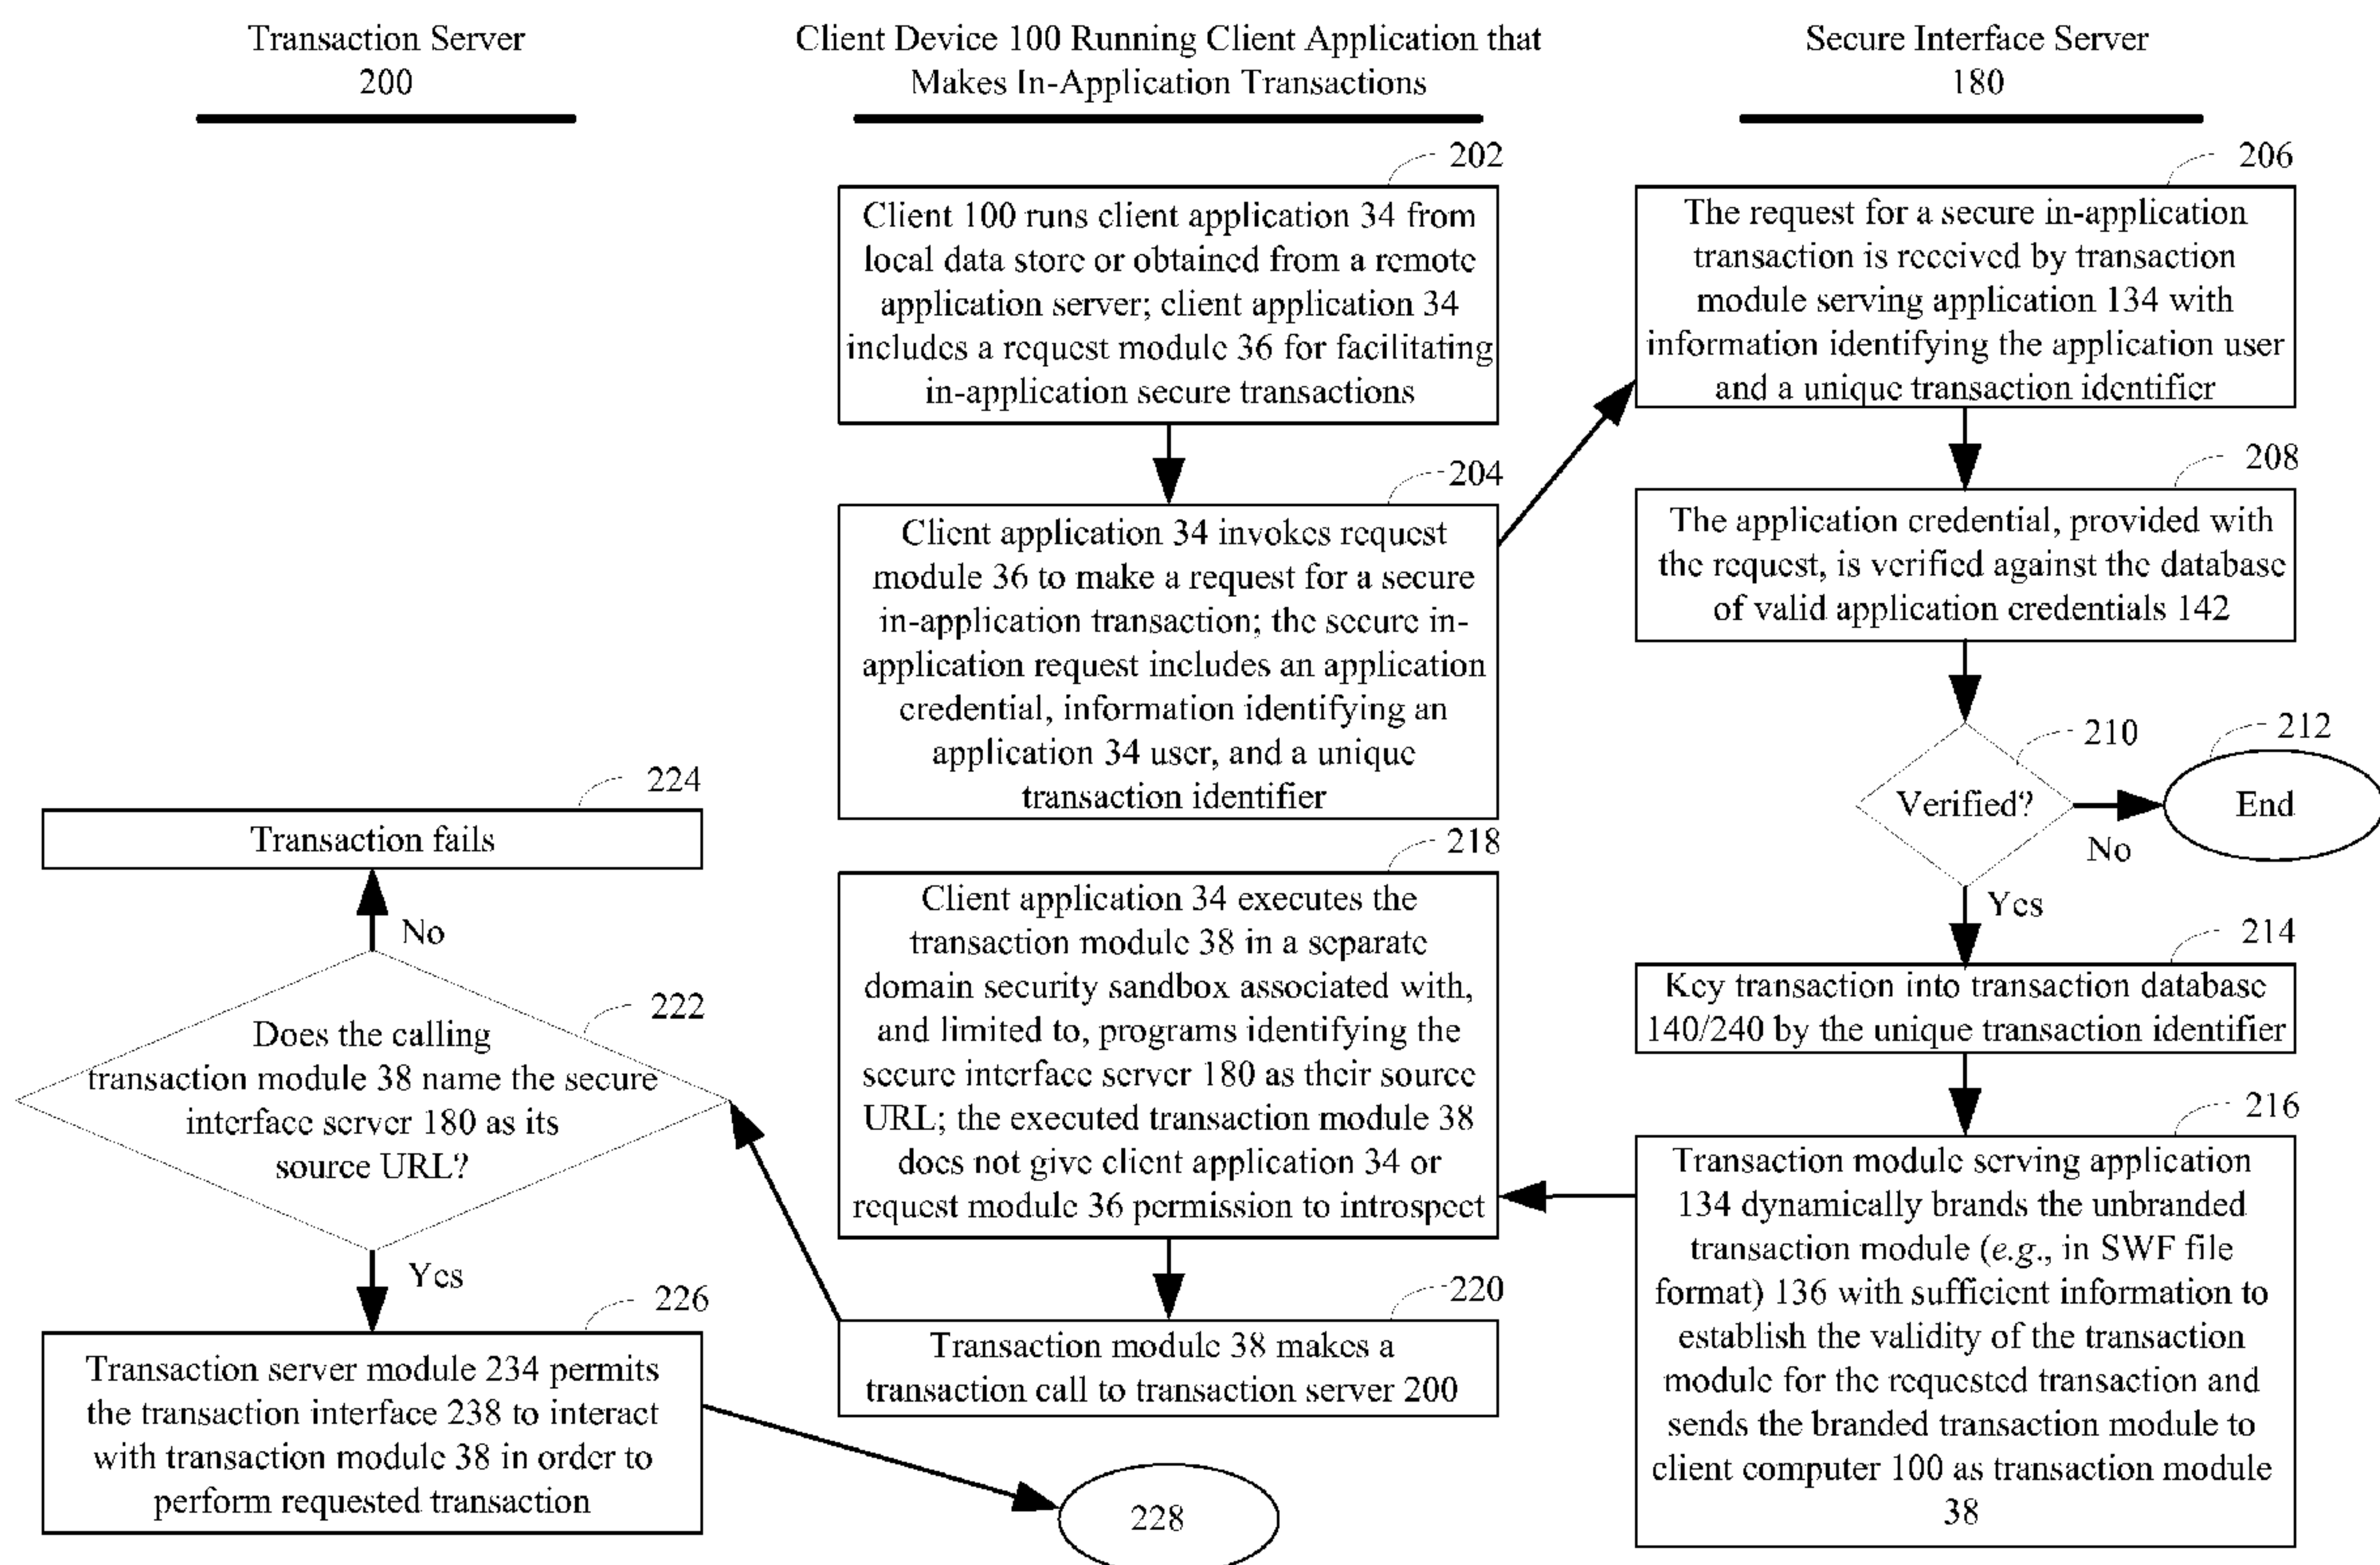 Transaction Server
200
Client Device 100 Running Client Application that
Makes In-Application Transactions
Secure Interface Server
180
202
Client 100 runs client application 34 from
local data store or obtained from a remote
application server; client application 34
includes a request module 36 for facilitating
in-application secure transactions
204
Client application 34 invokes request
module 36 to make a request for a secure
in-application transaction; the secure in-
application request includes an application
credential, information identifying an
application 34 user, and a unique
transaction identifier
206
The request for a secure in-application
transaction is received by transaction
module serving application 134 with
information identifying the application user
and a unique transaction identifier
208
The application credential, provided with
the request, is verified against the database
of valid application credentials 142
210
Verified?
212
End
No
Yes
214
Key transaction into transaction database
140/240 by the unique transaction identifier
216
Transaction module serving application
134 dynamically brands the unbranded
transaction module (e.g., in SWF file
format) 136 with sufficient information to
establish the validity of the transaction
module for the requested transaction and
sends the branded transaction module to
client computer 100 as transaction module
38
218
Client application 34 executes the
transaction module 38 in a separate
domain security sandbox associated with,
and limited to, programs identifying the
secure interface server 180 as their source
URL; the executed transaction module 38
does not give client application 34 or
request module 36 permission to introspect
220
Transaction module 38 makes a
transaction call to transaction server 200
222
Does the calling
transaction module 38 name the secure
interface server 180 as its
source URL?
No
224
Transaction fails
Yes
226
Transaction server module 234 permits
the transaction interface 238 to interact
with transaction module 38 in order to
perform requested transaction
228